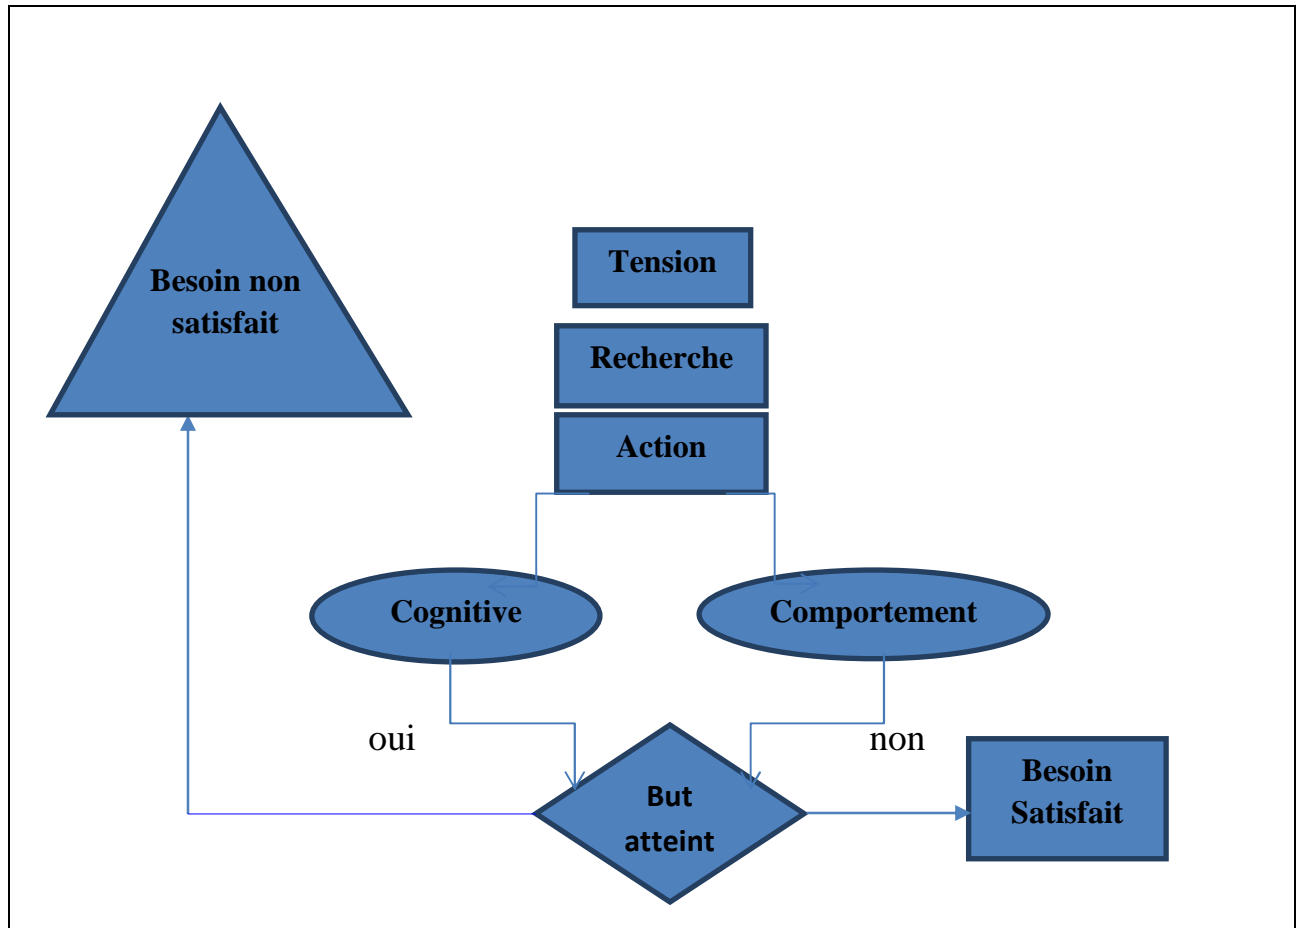 Besoin non
satisfait
Tension
Recherche
Action
Cognitive
Comportement
oui
non
But
atteint
Besoin
Satisfait